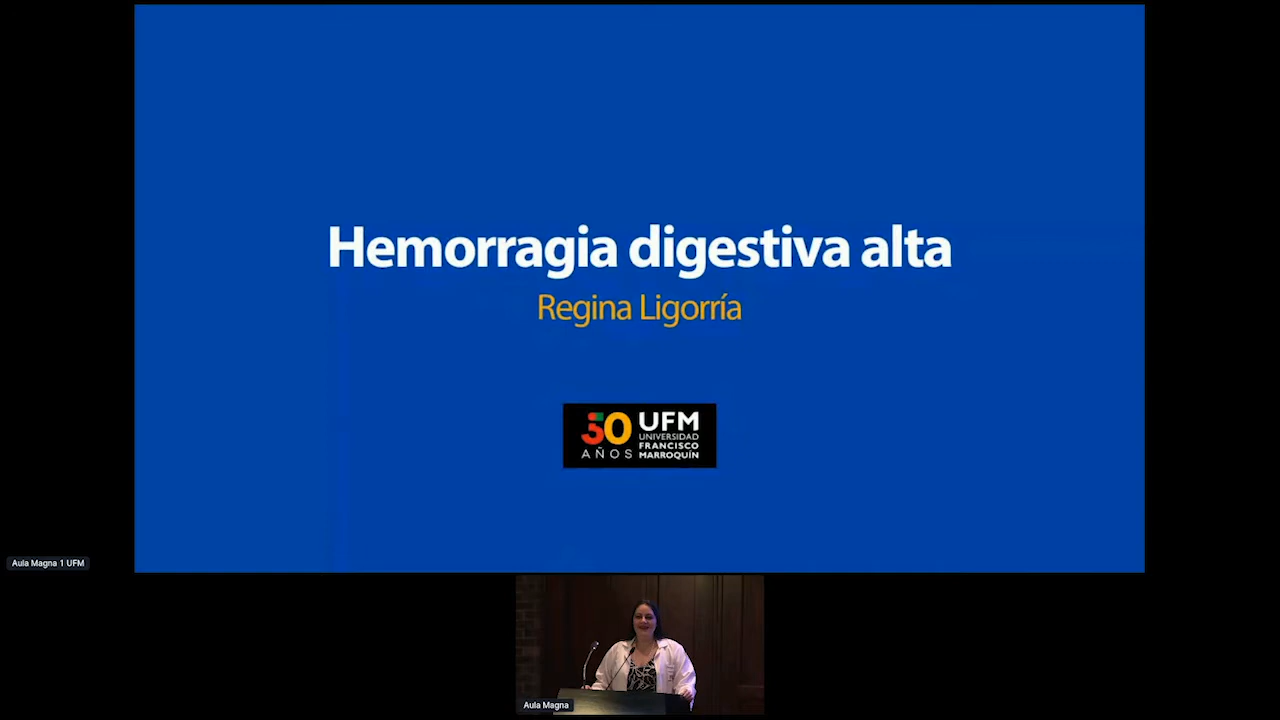 Hemorragia digestiva alta
Regina Ligorría
50 UFM
UNIVERSIDAD
FRANCISCO
AÑOS MARROQUÍN
Aula Magna 1 UFM
Aula Magna